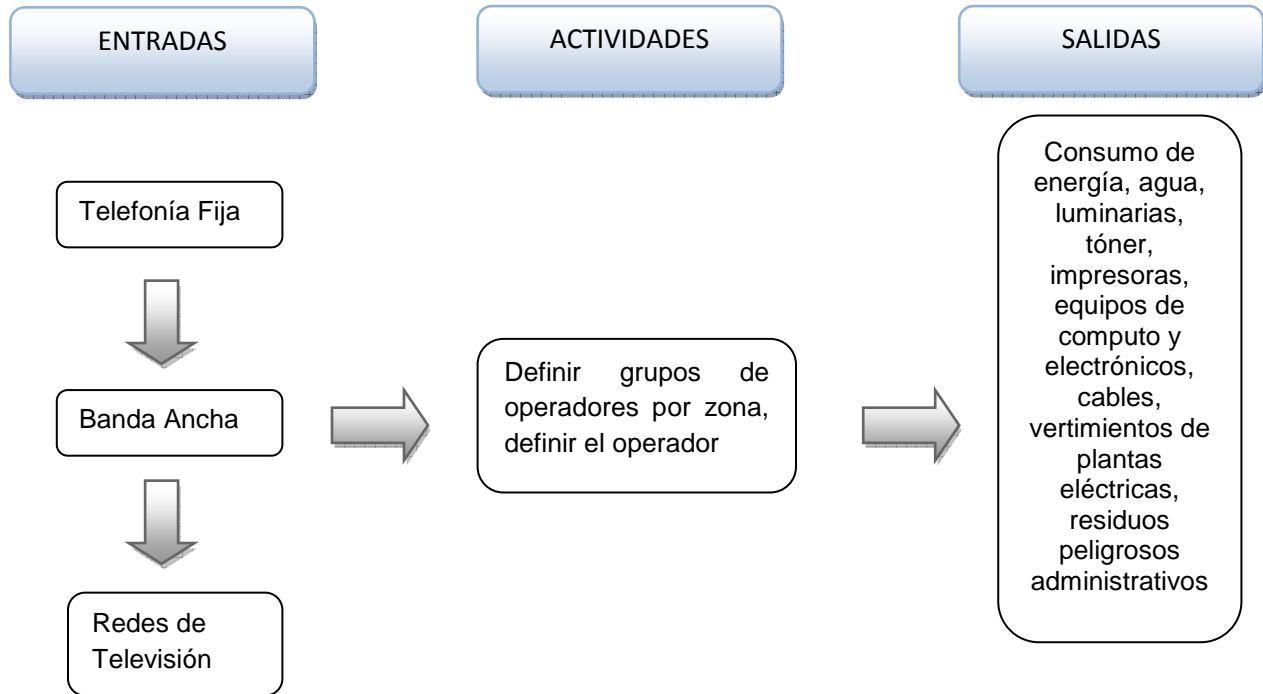 ENTRADAS
ACTIVIDADES
SALIDAS
Telefonía Fija
Banda Ancha
Redes de
Televisión
Definir grupos de
operadores por zona,
definir el operador
Consumo de
energía, agua,
luminarias,
tóner,
impresoras,
equipos de
computo y
electrónicos,
cables,
vertimientos de
plantas
eléctricas,
residuos
peligrosos
administrativos